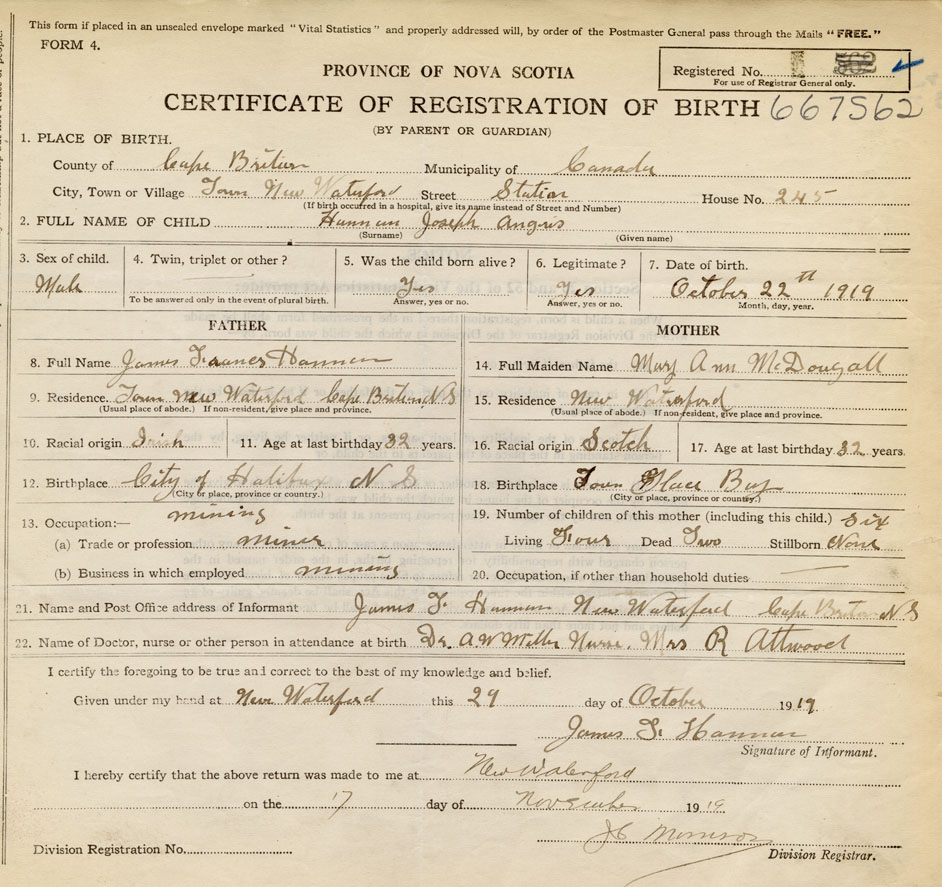 This form if placed in an unsealed envelope marked "Vital Statistics" and properly addressed will, by order of the Postmaster General pass through the Mails "FREE."
FORM 4.
Registered No. 502
For use of Registrar General only.
PROVINCE OF NOVA SCOTIA
CERTIFICATE OF REGISTRATION OF BIRTH 667562
(BY PARENT OR GUARDIAN)
1. PLACE OF BIRTH.
County of Cape Briton Municipality of Canada
City, Town or Village Town New Waterford Street Station House No. 245
(If birth occurred in a hospital, give its name instead of Street and Number)
2. FULL NAME OF CHILD Hannan Joseph Angus
(Surname) (Given name)
3. Sex of child. 4. Twin, triplet or other? 5. Was the child born alive? 6. Legitimate? 7. Date of birth.
Male Yes Yes October 22th 1919
To be answered only in the event of plural birth. Answer, yes or no. Answer, yes or no. Month, day, year.
FATHER MOTHER
8. Full Name James Hannan 14. Full Maiden Name Mary Ann McDougall
9. Residence. Town New Waterford Cape Briton, NS 15. Residence New Waterford
(Usual place of abode.) If non-resident, give place and province. (Usual place of abode.) If non-resident, give place and province.
10. Racial origin Irish 11. Age at last birthday 32 years. 16. Racial origin Scotch 17. Age at last birthday 32 years.
12. Birthplace City of Halifax N S 18. Birthplace Town Glace Bay
(City or place, province or country.) (City or place, province or country.)
13. Occupation:— mining 19. Number of children of this mother (including this child.) Six
(a) Trade or profession miner Living Four Dead Two Stillborn None
(b) Business in which employed mining 20. Occupation, if other than household duties
21. Name and Post Office address of Informant James F. Hannan New Waterford Cape Briton N.S
22. Name of Doctor, nurse or other person in attendance at birth Dr. A W Miller Nurse. Mrs R Attwood
I certify the foregoing to be true and correct to the best of my knowledge and belief.
Given under my hand at New Waterford this 29 day of October 1919.
James F. Hannan
Signature of Informant.
I hereby certify that the above return was made to me at New Waterford
on the 17 day of November 1919
Morrison
Division Registration No. Division Registrar.